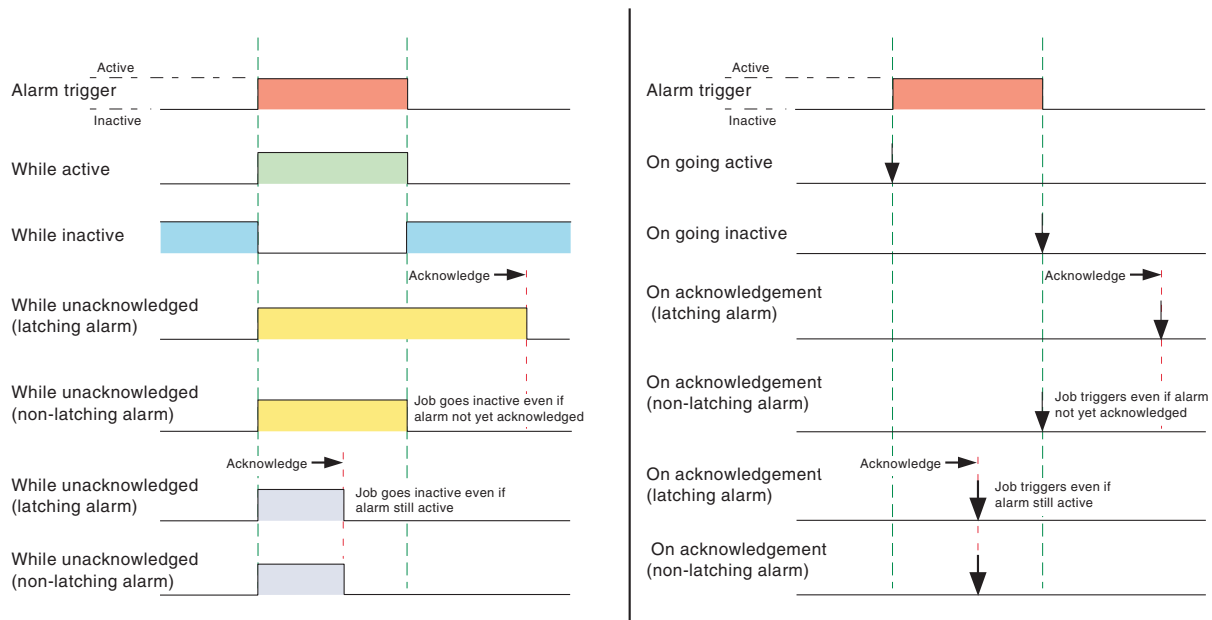 Active
Alarm trigger
Inactive
While active
While inactive
Acknowledge
While unacknowledged
(latching alarm)
While unacknowledged
(non-latching alarm)
Job goes inactive even if
alarm not yet acknowledged
Acknowledge
While unacknowledged
(latching alarm)
Job goes inactive even if
alarm still active
While unacknowledged
(non-latching alarm)
Active
Alarm trigger
Inactive
On going active
On going inactive
Acknowledge
On acknowledgement
(latching alarm)
On acknowledgement
(non-latching alarm)
Job triggers even if alarm
not yet acknowledged
Acknowledge
On acknowledgement
(latching alarm)
Job triggers even if
alarm still active
On acknowledgement
(non-latching alarm)